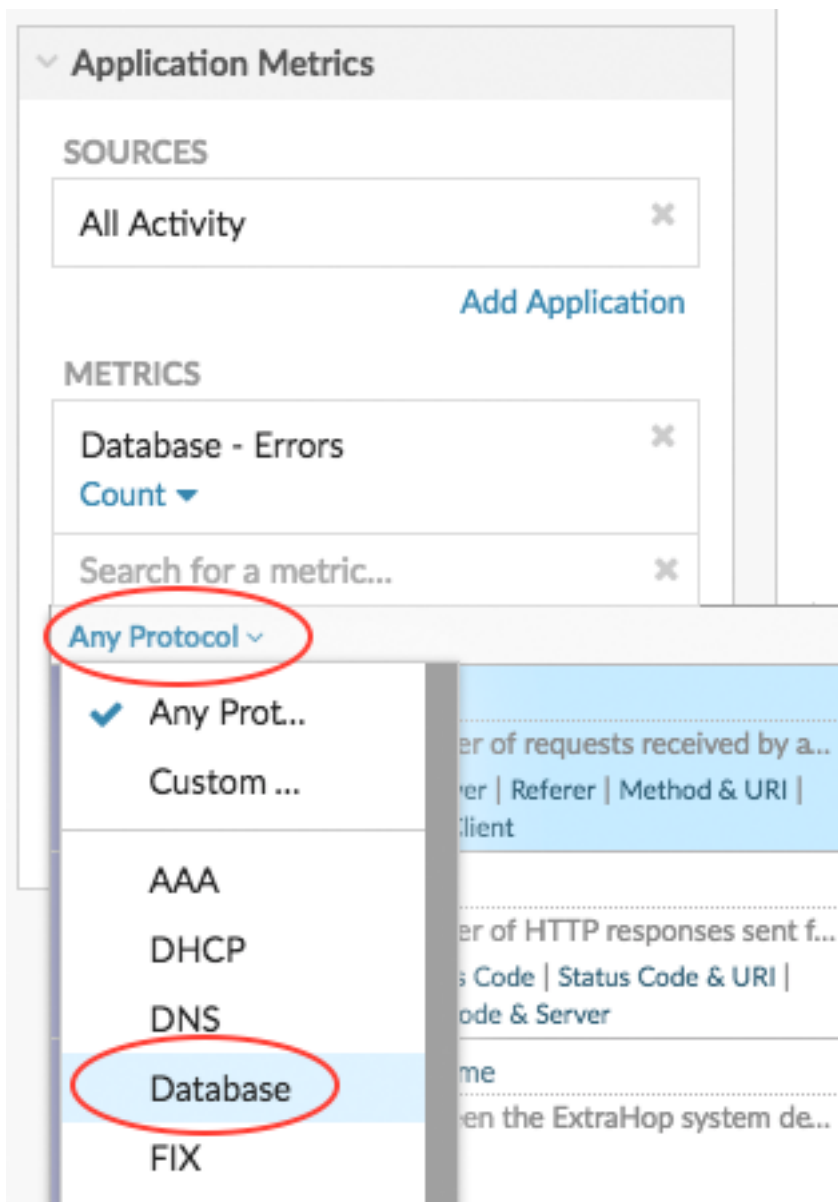 Application Metrics
SOURCES
All Activity
Add Application
METRICS
Database - Errors
Count
Search for a metric...
Any Protocol
Any Prot...
er of requests received by a...
Custom ...
ver | Referer | Method & URI |
Client
AAA
er of HTTP responses sent f...
DHCP
s Code | Status Code & URI |
DNS
ode & Server
Database
me
en the ExtraHop system de...
FIX